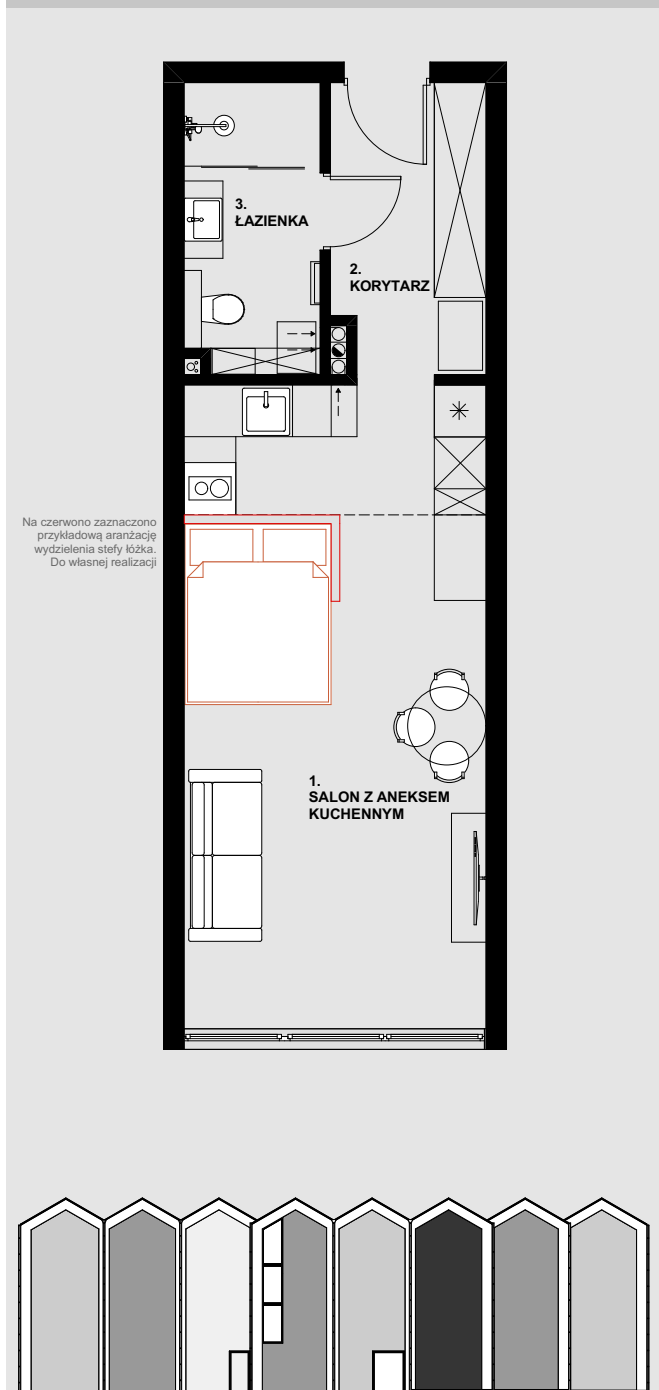 3.
ŁAZIENKA
2.
KORYTARZ
Na czerwono zaznaczono
przykładową aranżację
wydzielenia stefy łóżka.
Do własnej realizacji
1.
SALON Z ANEKSEM
KUCHENNYM